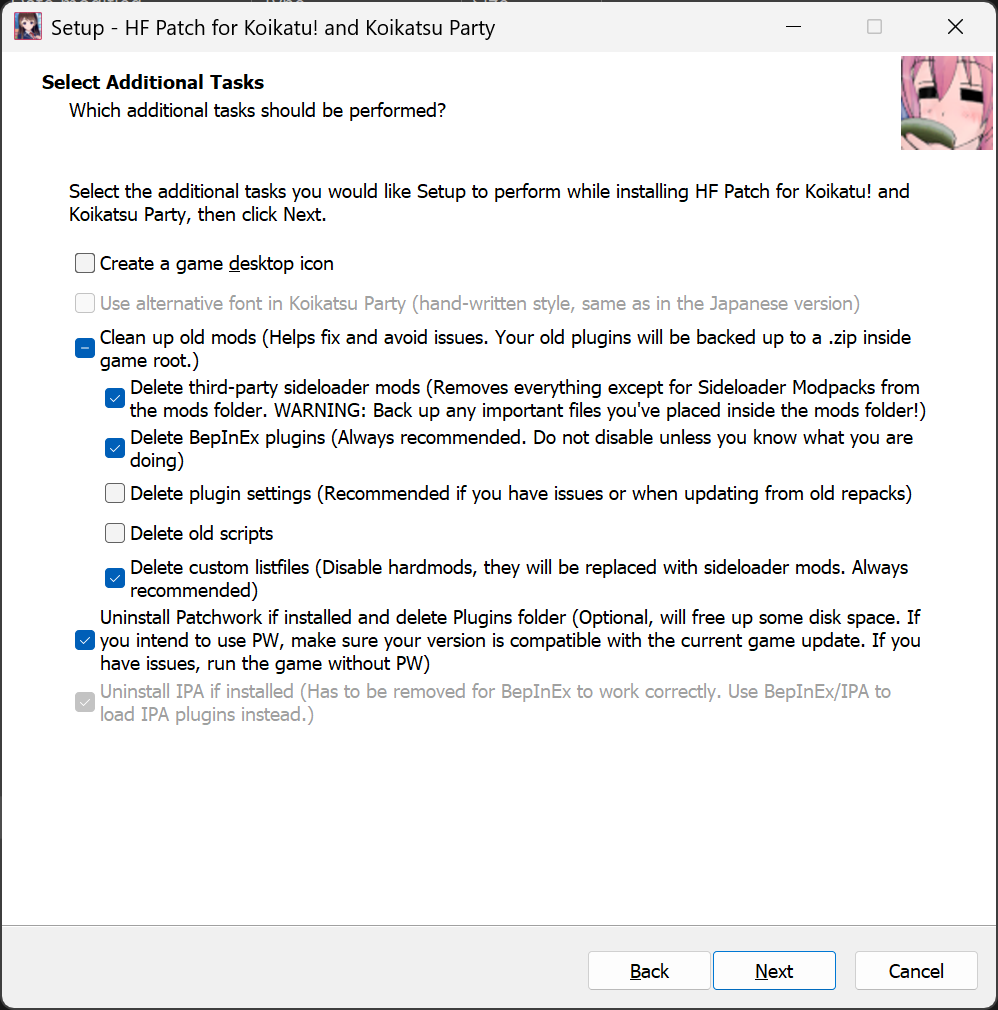 Setup - HF Patch for Koikatu! and Koikatsu Party
Select Additional Tasks
Which additional tasks should be performed?
Select the additional tasks you would like Setup to perform while installing HF Patch for Koikatu! and
Koikatsu Party, then click Next.
Create a game desktop icon
Use alternative font in Koikatsu Party (hand-written style, same as in the Japanese version)
Clean up old mods (Helps fix and avoid issues. Your old plugins will be backed up to a .zip inside
game root.)
Delete third-party sideloader mods (Removes everything except for Sideloader Modpacks from
the mods folder. WARNING: Back up any important files you've placed inside the mods folder!)
Delete BepInEx plugins (Always recommended. Do not disable unless you know what you are
doing)
Delete plugin settings (Recommended if you have issues or when updating from old repacks)
Delete old scripts
Delete custom listfiles (Disable hardmods, they will be replaced with sideloader mods. Always
recommended)
Uninstall Patchwork if installed and delete Plugins folder (Optional, will free up some disk space. If
you intend to use PW, make sure your version is compatible with the current game update. If you
have issues, run the game without PW)
Uninstall IPA if installed (Has to be removed for BepInEx to work correctly. Use BepInEx/IPA to
load IPA plugins instead.)
Back
Next
Cancel